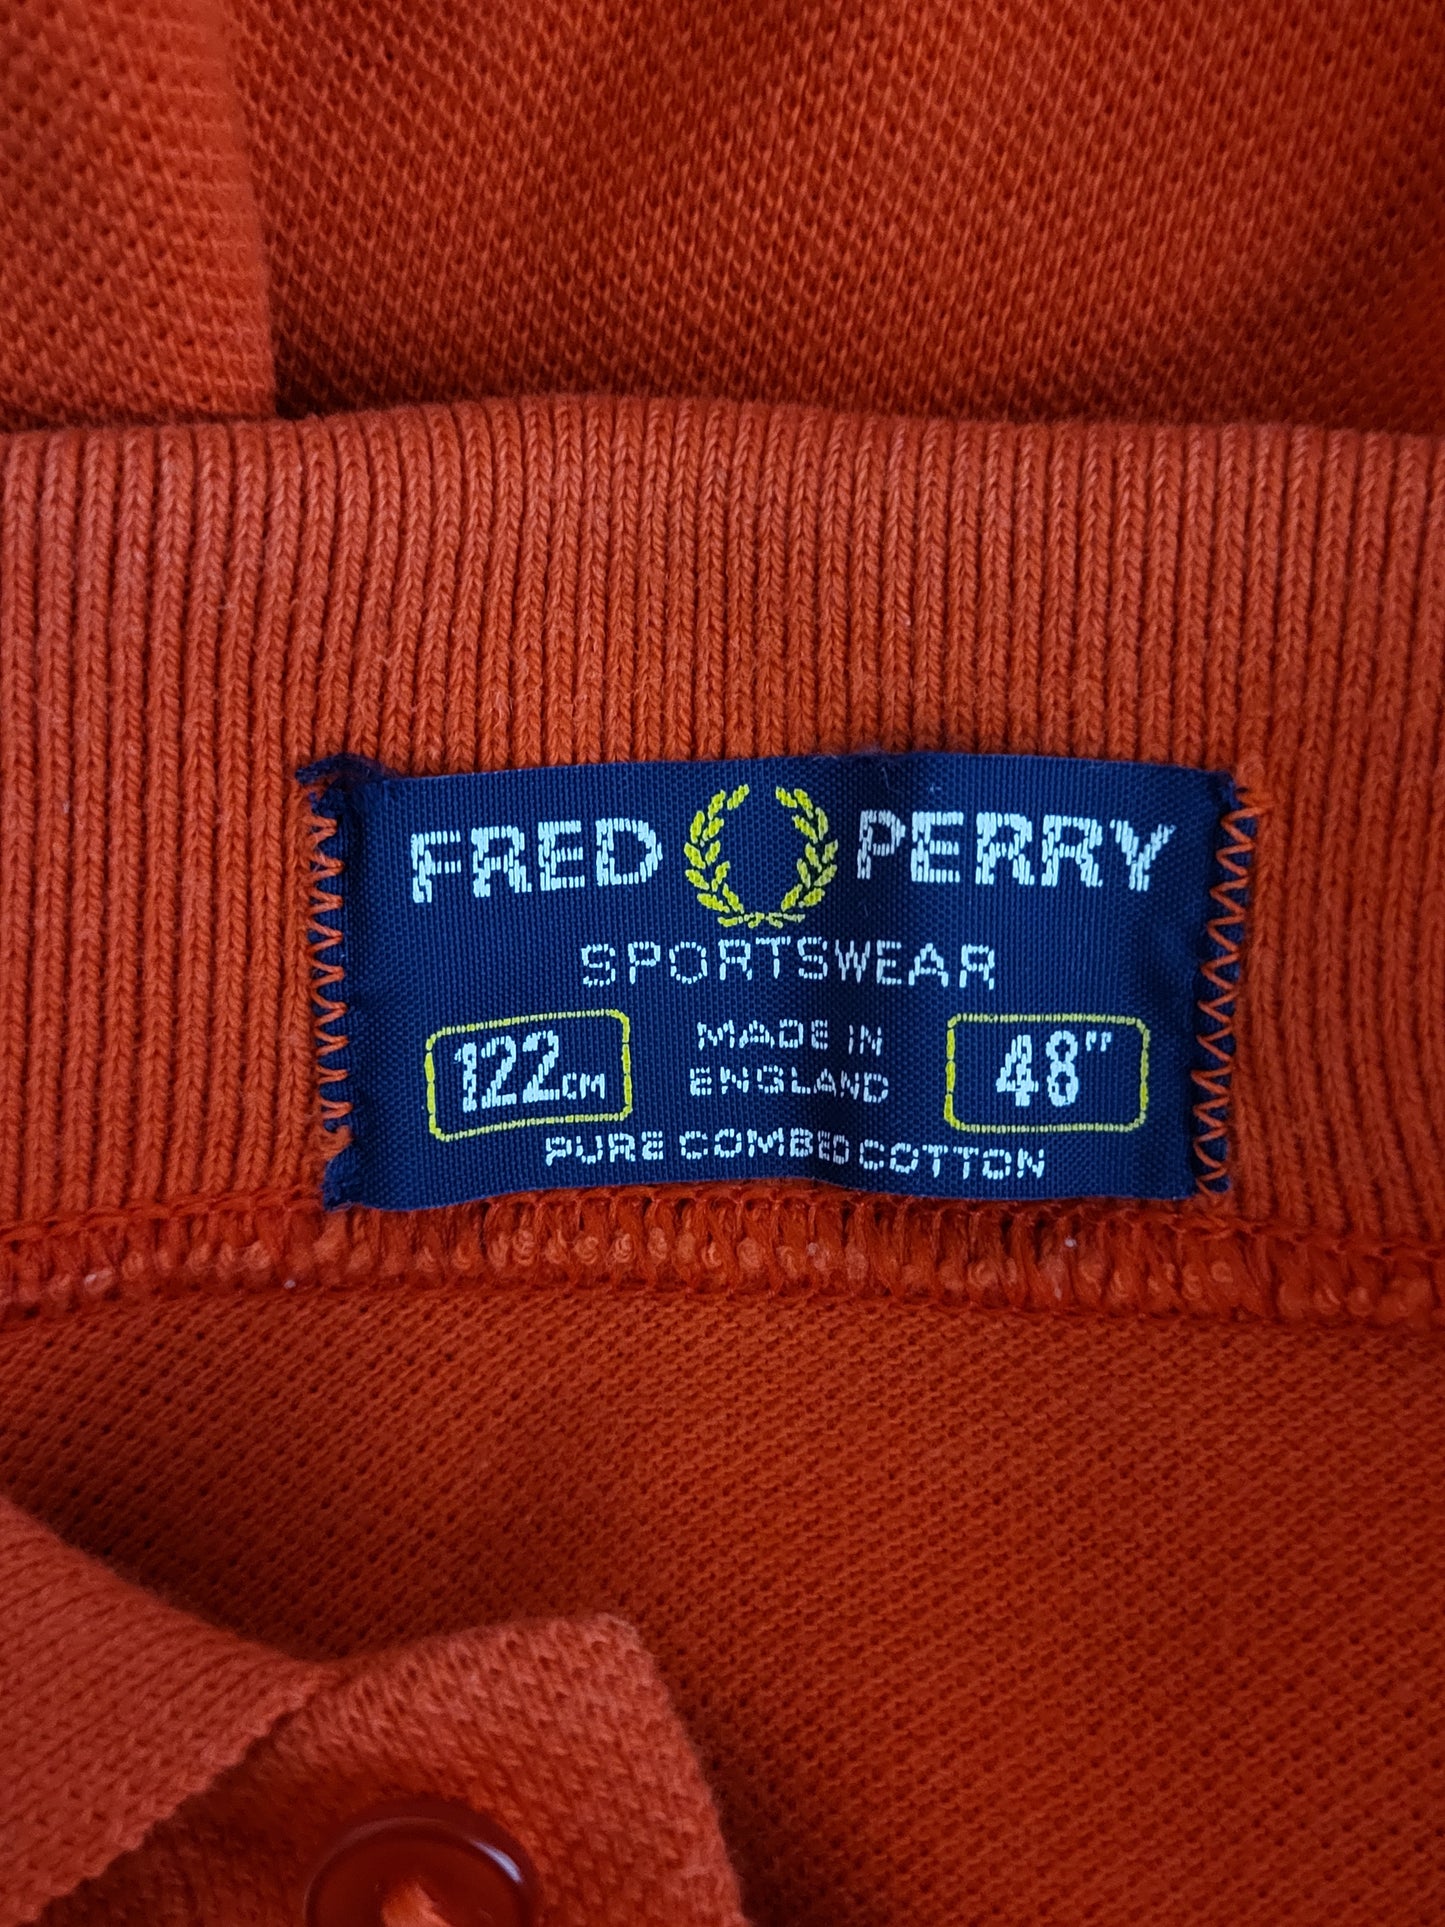 FRED PERRY
SPORTSWEAR
122CM
MADE IN
ENGLAND
48"
PURE COMBED COTTON